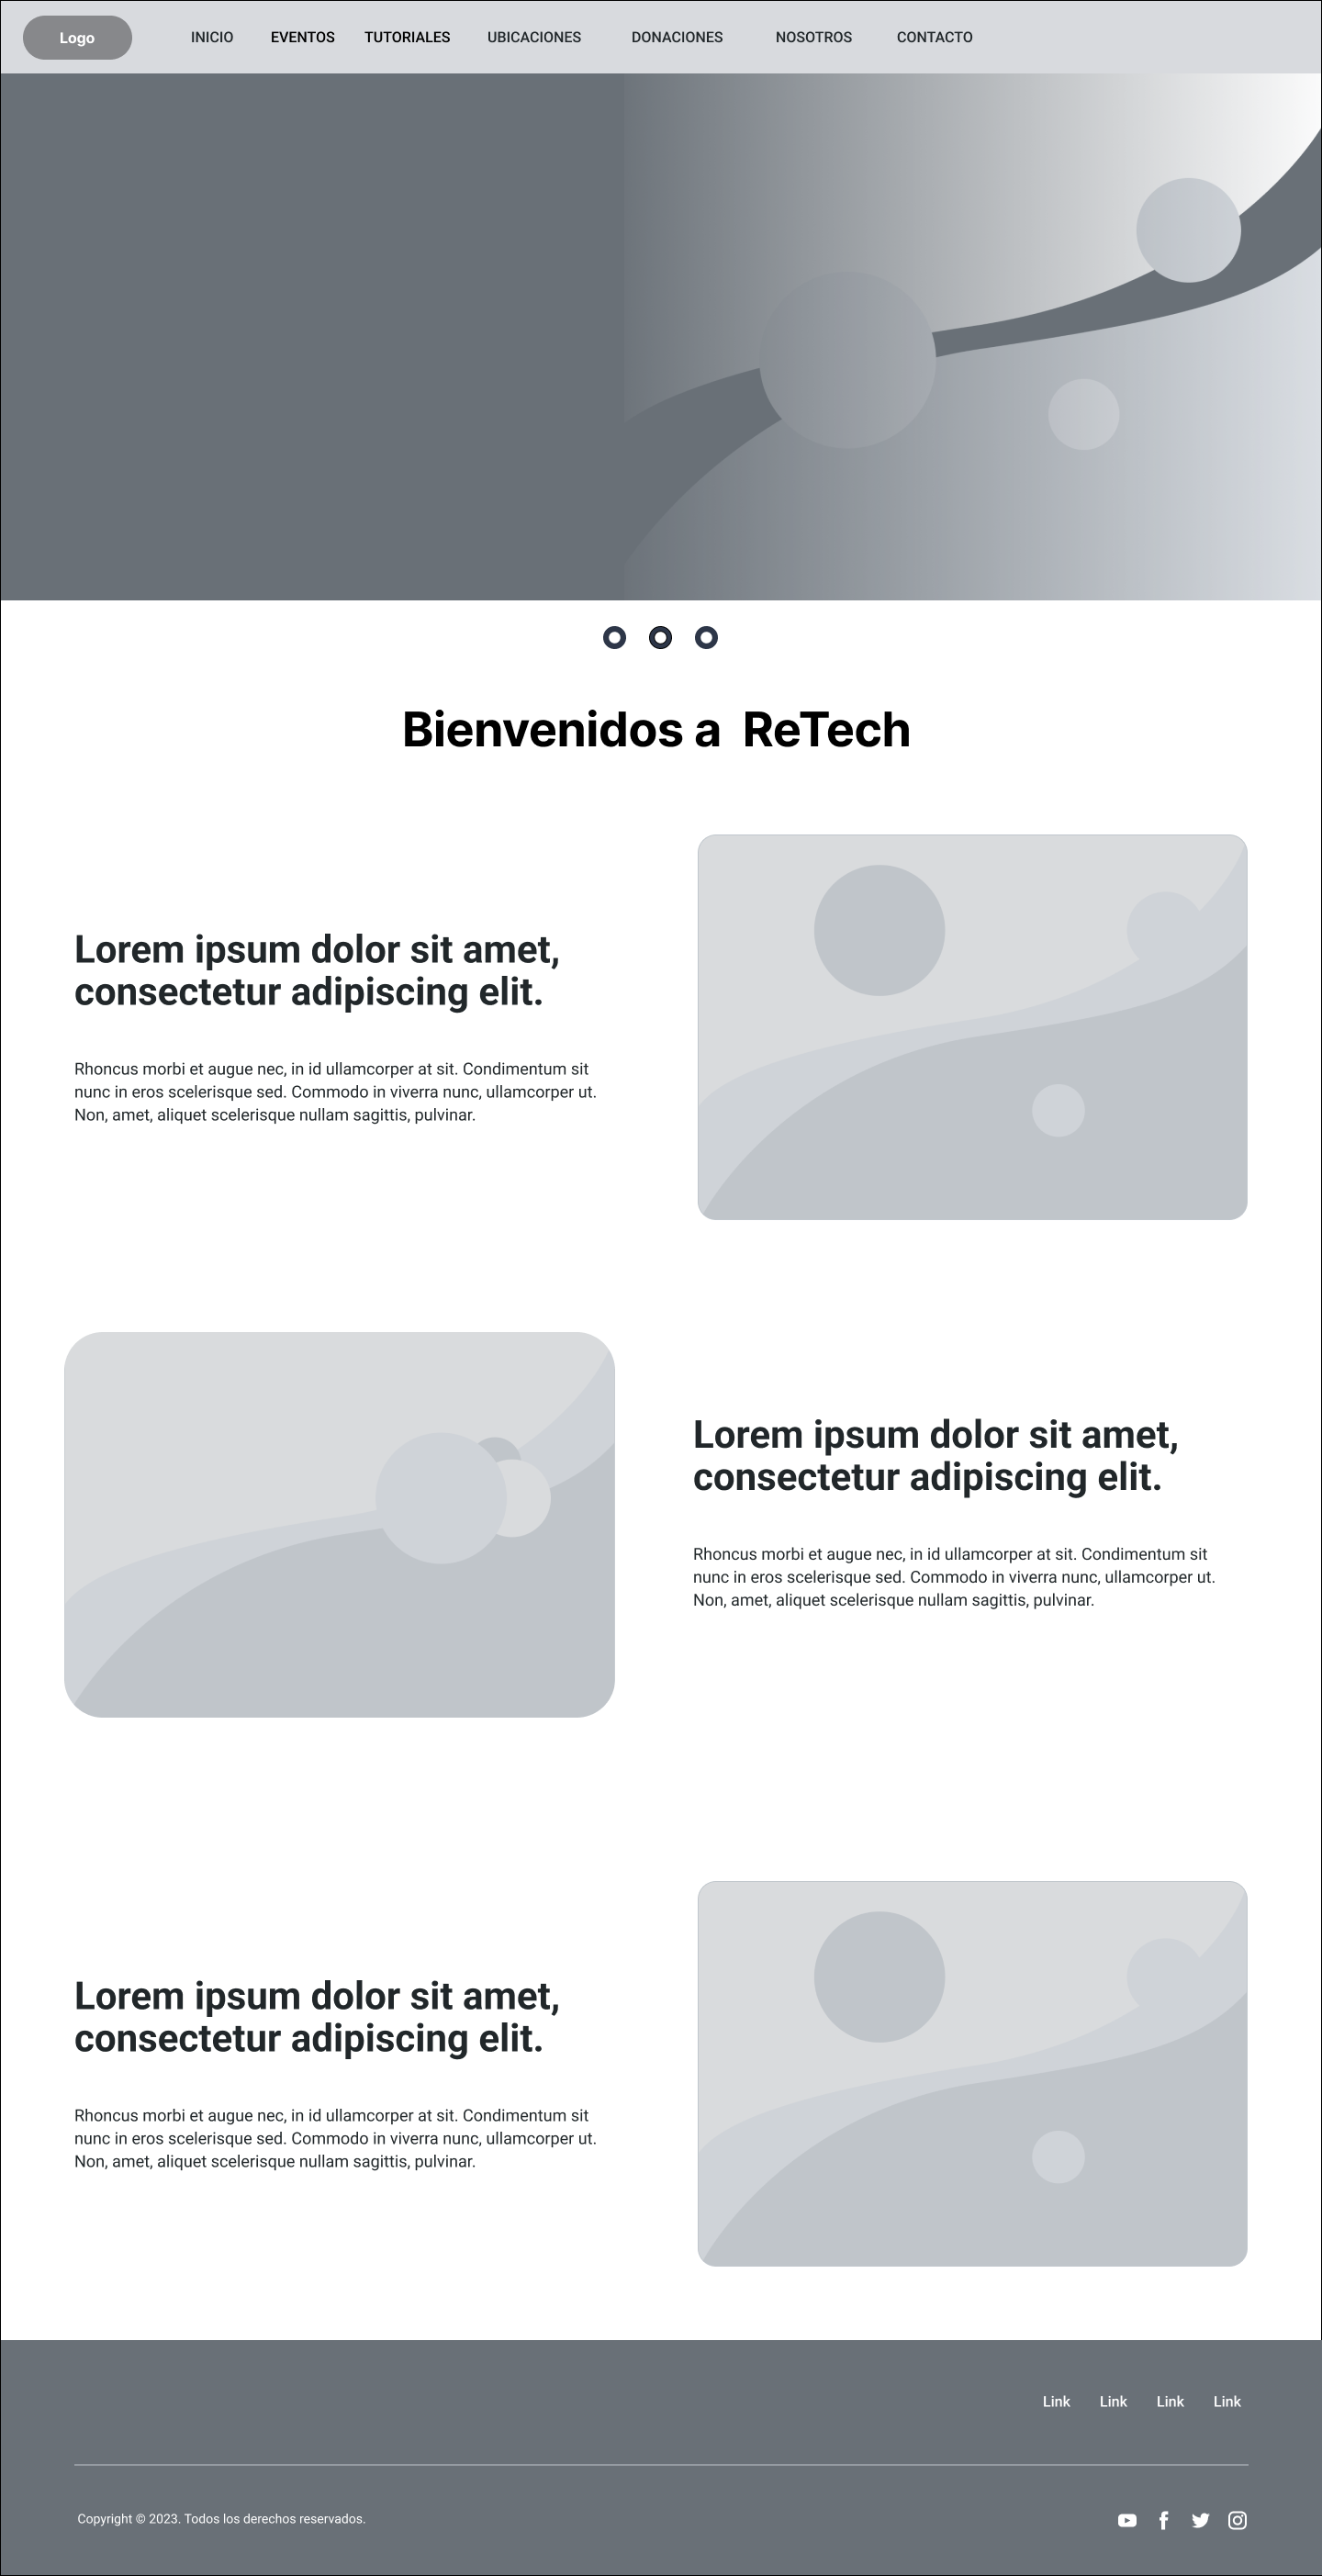 Logo
INICIO EVENTOS TUTORIALES UBICACIONES DONACIONES NOSOTROS CONTACTO
Bienvenidos a ReTech
Lorem ipsum dolor sit amet,
consectetur adipiscing elit.
Rhoncus morbi et augue nec, in id ullamcorper at sit. Condimentum sit
nunc in eros scelerisque sed. Commodo in viverra nunc, ullamcorper ut.
Non, amet, aliquet scelerisque nullam sagittis, pulvinar.
Lorem ipsum dolor sit amet,
consectetur adipiscing elit.
Rhoncus morbi et augue nec, in id ullamcorper at sit. Condimentum sit
nunc in eros scelerisque sed. Commodo in viverra nunc, ullamcorper ut.
Non, amet, aliquet scelerisque nullam sagittis, pulvinar.
Lorem ipsum dolor sit amet,
consectetur adipiscing elit.
Rhoncus morbi et augue nec, in id ullamcorper at sit. Condimentum sit
nunc in eros scelerisque sed. Commodo in viverra nunc, ullamcorper ut.
Non, amet, aliquet scelerisque nullam sagittis, pulvinar.
Link Link Link Link
Copyright © 2023. Todos los derechos reservados.